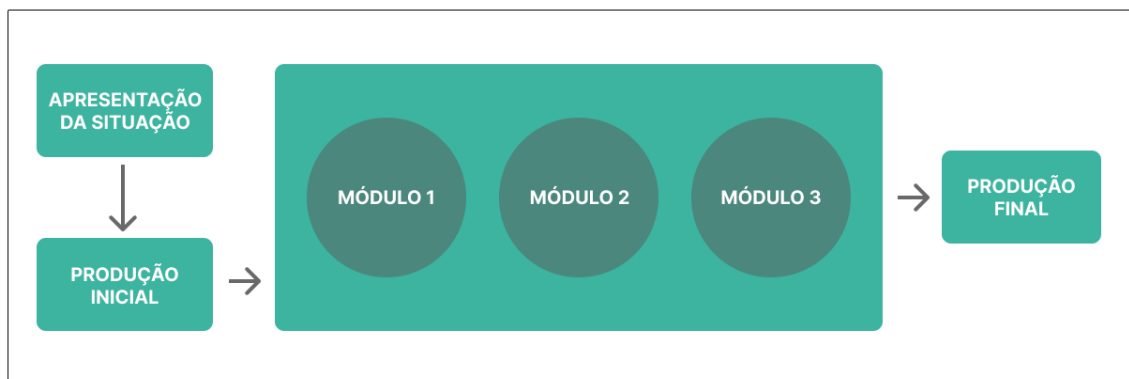 APRESENTAÇÃO
DA SITUAÇÃO
PRODUÇÃO
INICIAL
MÓDULO 1
MÓDULO 2
MÓDULO 3
PRODUÇÃO
FINAL